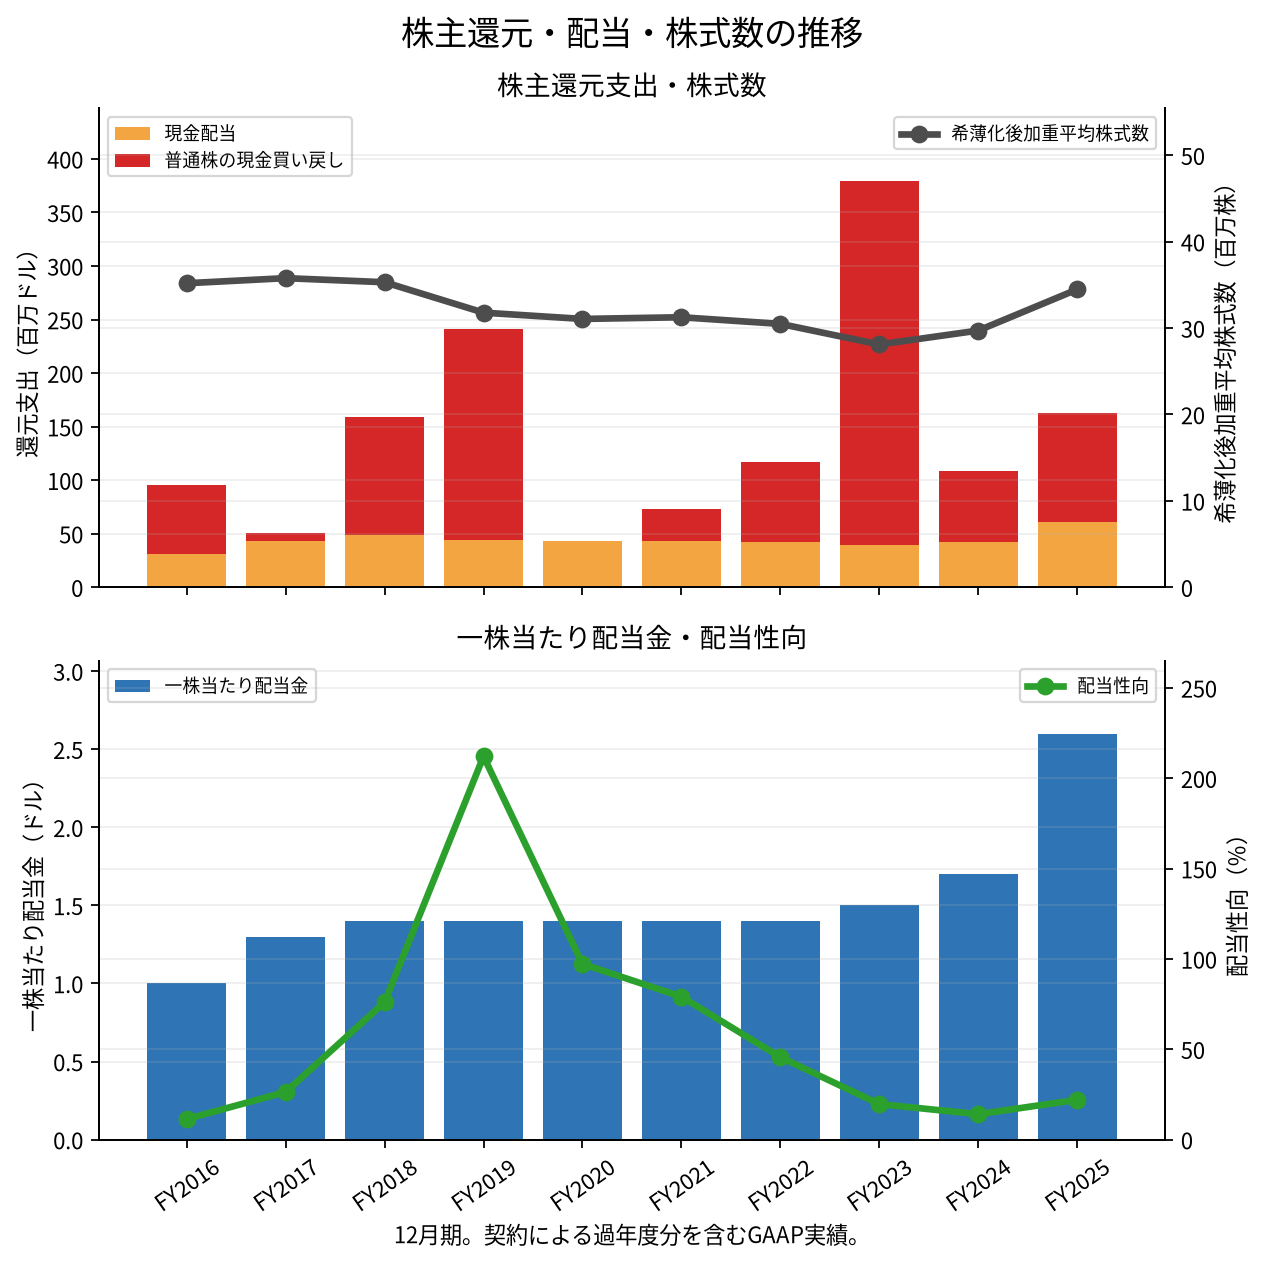 株主還元・配当・株式数の推移
株主還元支出・株式数
現金配当
普通株の現金買い戻し
希薄化後加重平均株式数
還元支出（百万ドル）
400
350
300
250
200
150
100
50
0
50
40
30
20
10
0
希薄化後加重平均株式数（百万株）
一株当たり配当金・配当性向
一株当たり配当金
配当性向
一株当たり配当金（ドル）
3.0
2.5
2.0
1.5
1.0
0.5
0.0
250
200
150
100
50
0
配当性向（%）
FY2016
FY2017
FY2018
FY2019
FY2020
FY2021
FY2022
FY2023
FY2024
FY2025
12月期。契約による過年度分を含むGAAP実績。